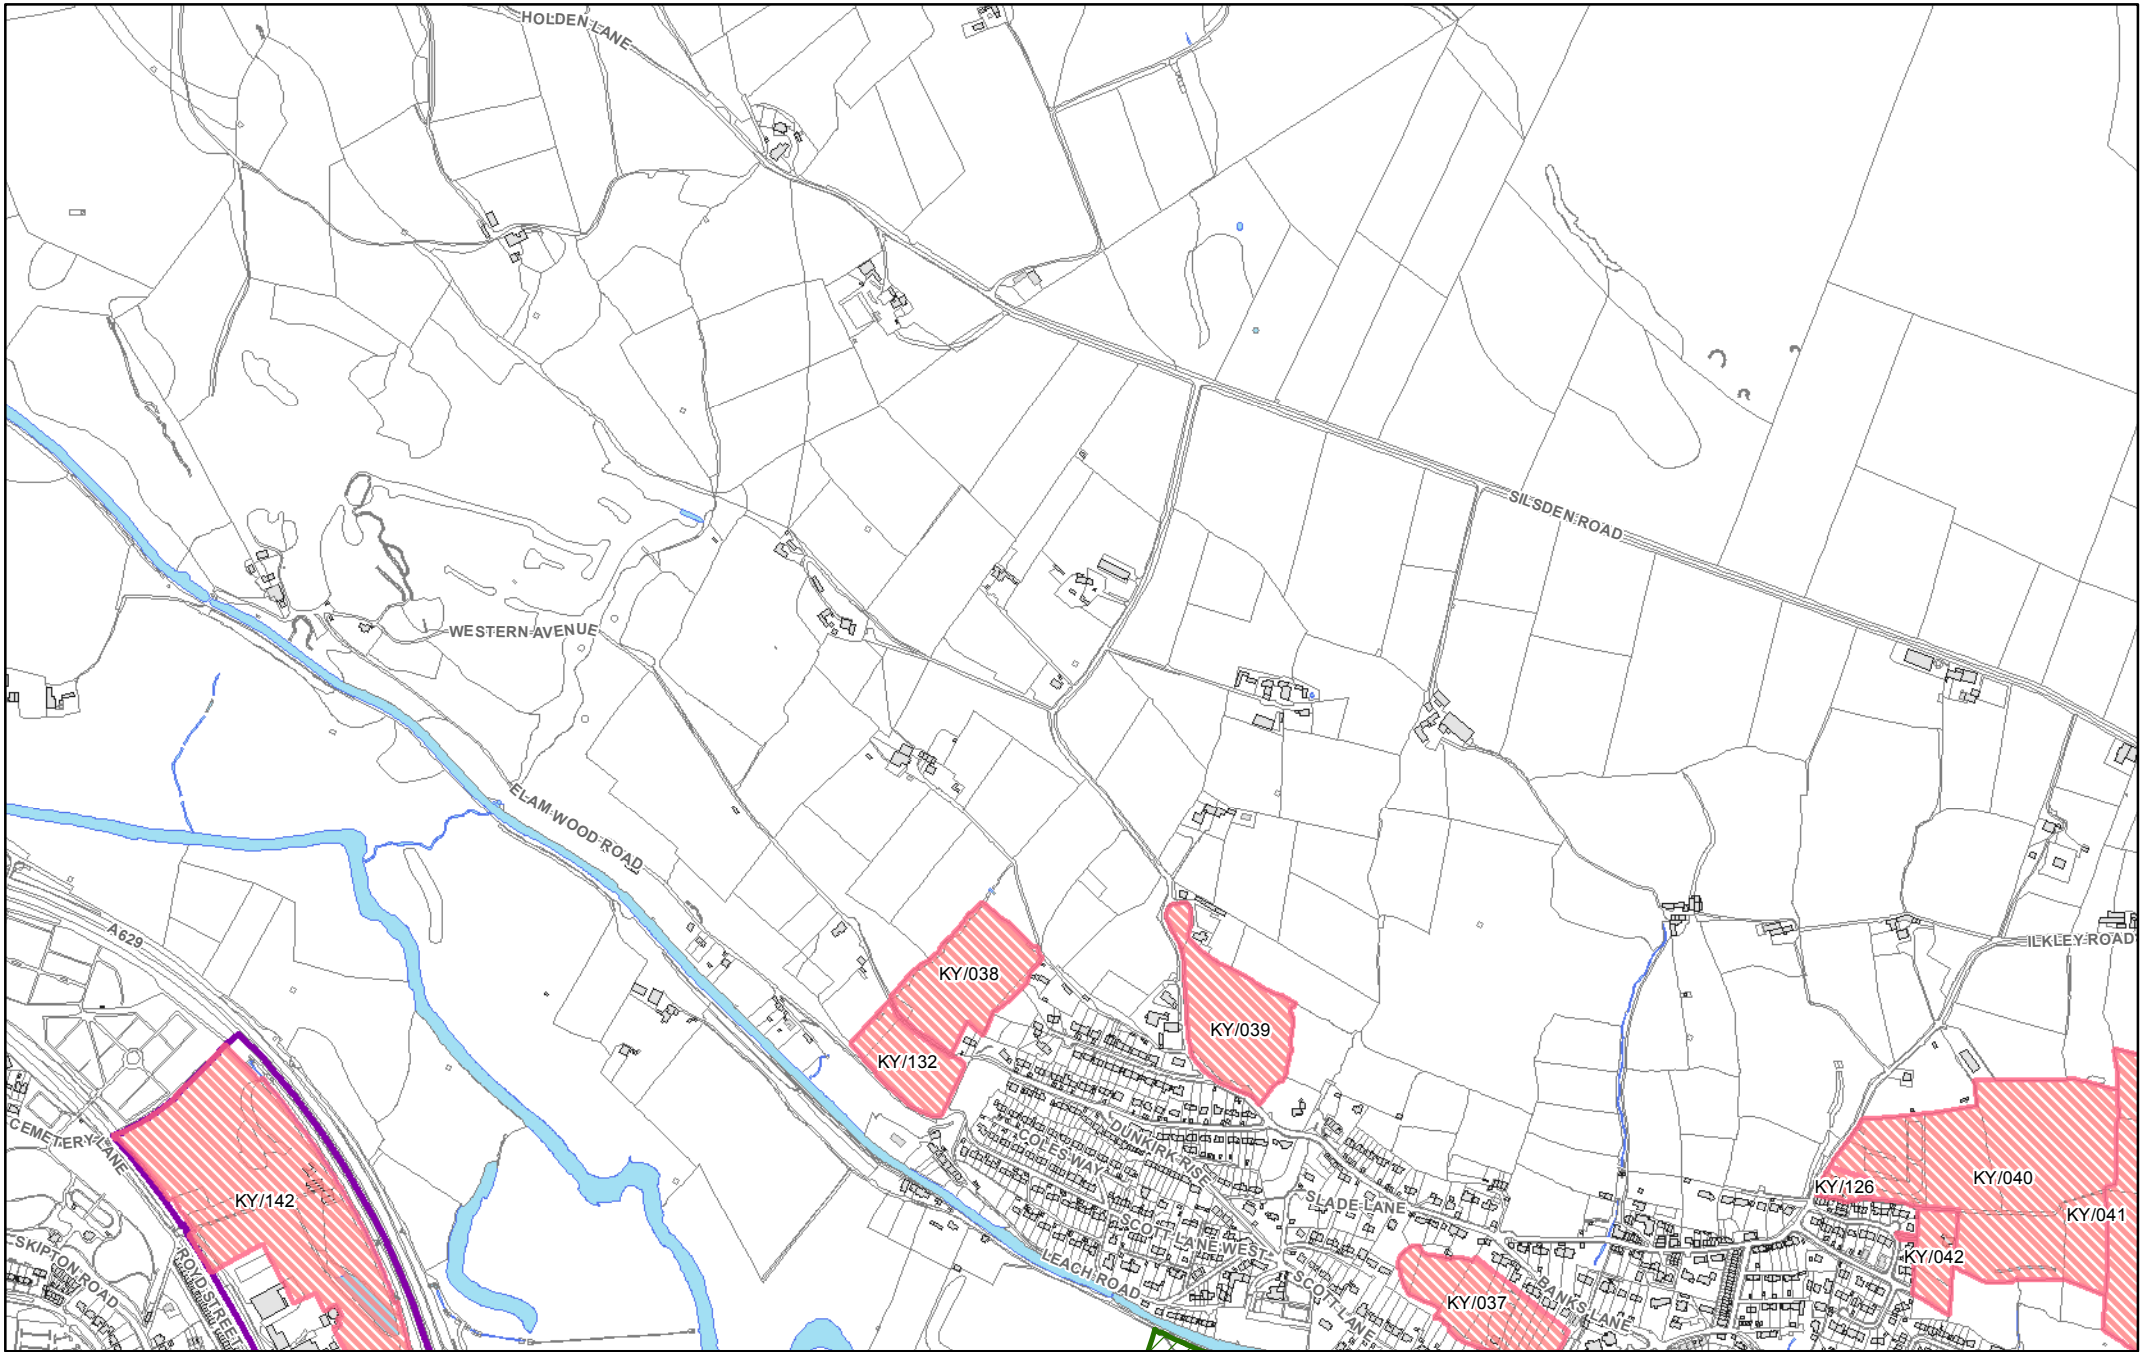 HOLDEN LANE
SILSDEN ROAD
WESTERN AVENUE
ELAM WOOD ROAD
A629
ILKLEY ROAD
KY/038
KY/039
KY/132
CEMETERY LANE
DUNKIRK RISE
COLES WAY
KY/142
KY/040
KY/126
SLADE LANE
KY/041
SCOTT LANE WEST
SKIPTON ROAD
ROYD STREET
LEACH ROAD
KY/042
SCOTT LANE
KY/037
BANKS LANE